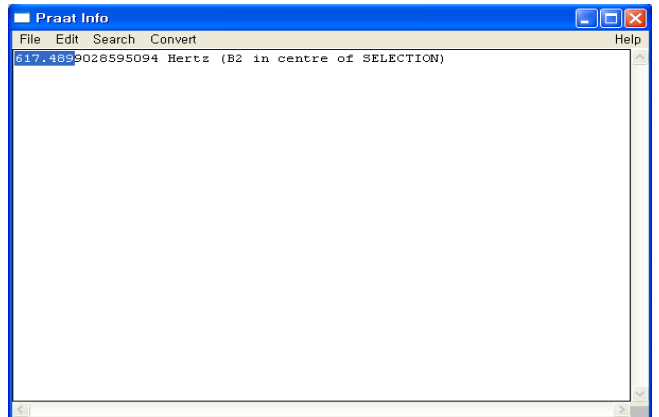 Praat Info
File Edit Search Convert Help
617.4899028595094 Hertz (B2 in centre of SELECTION)